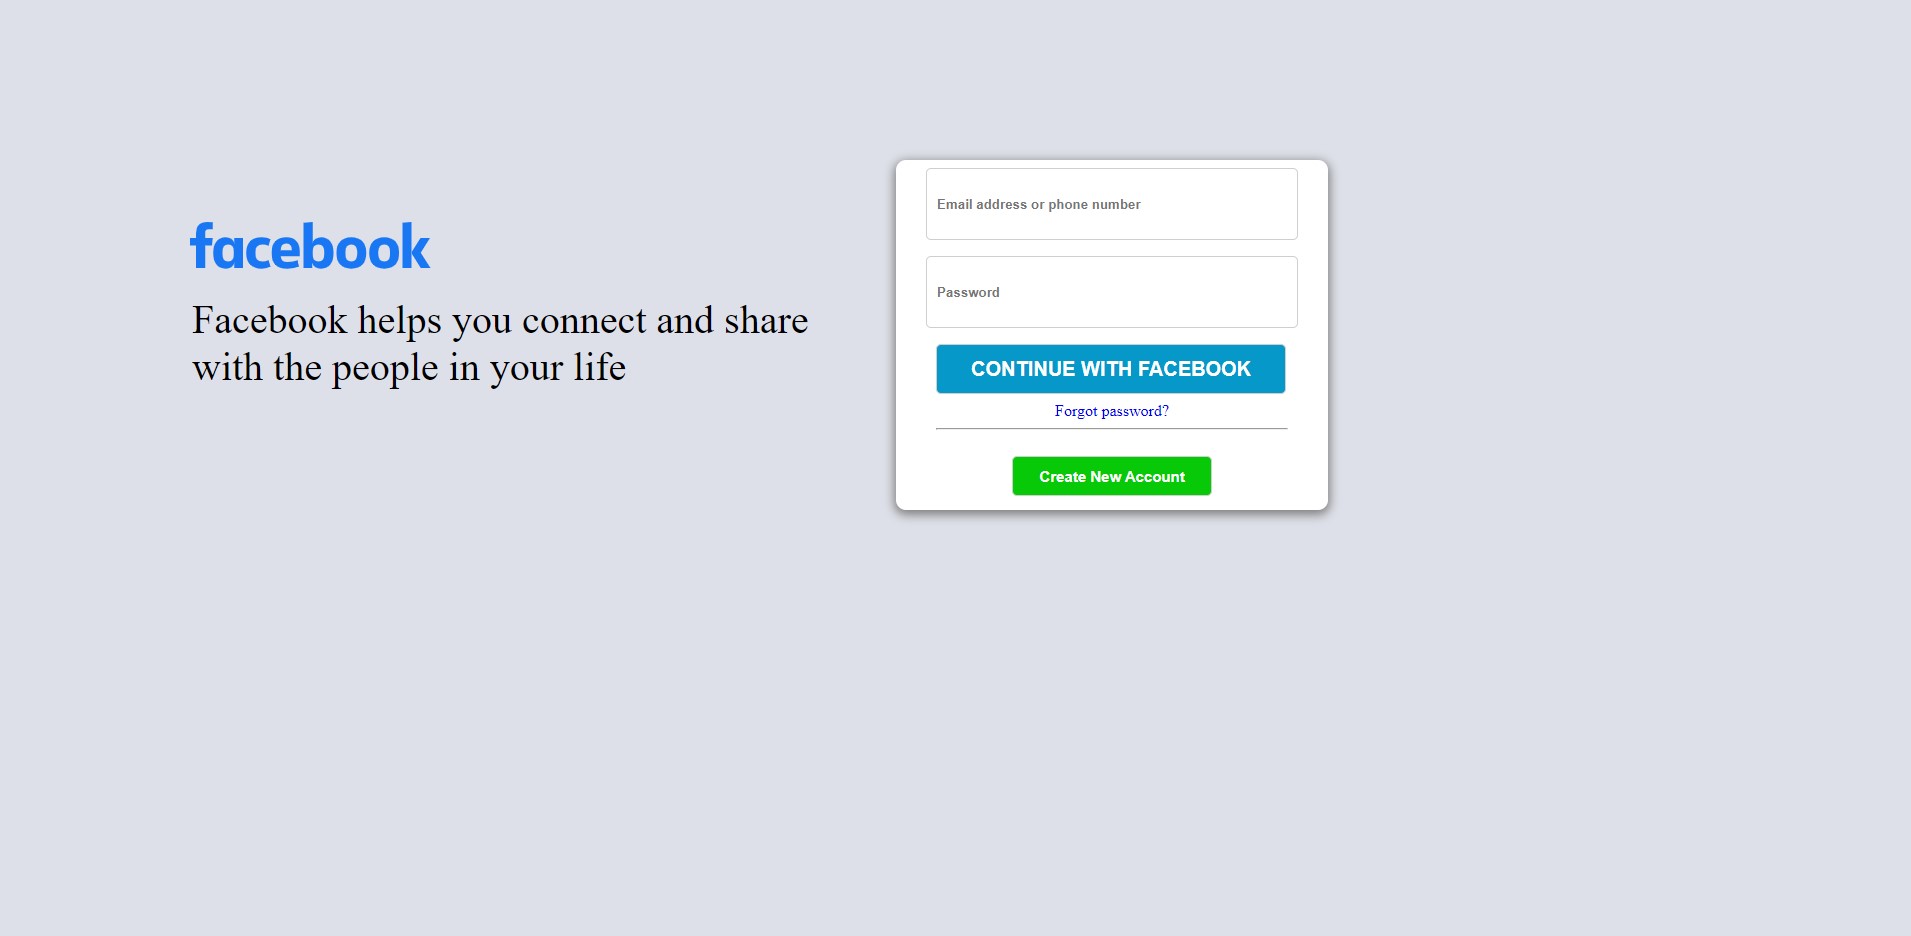 facebook
Facebook helps you connect and share
with the people in your life
Email address or phone number
Password
CONTINUE WITH FACEBOOK
Forgot password?
Create New Account